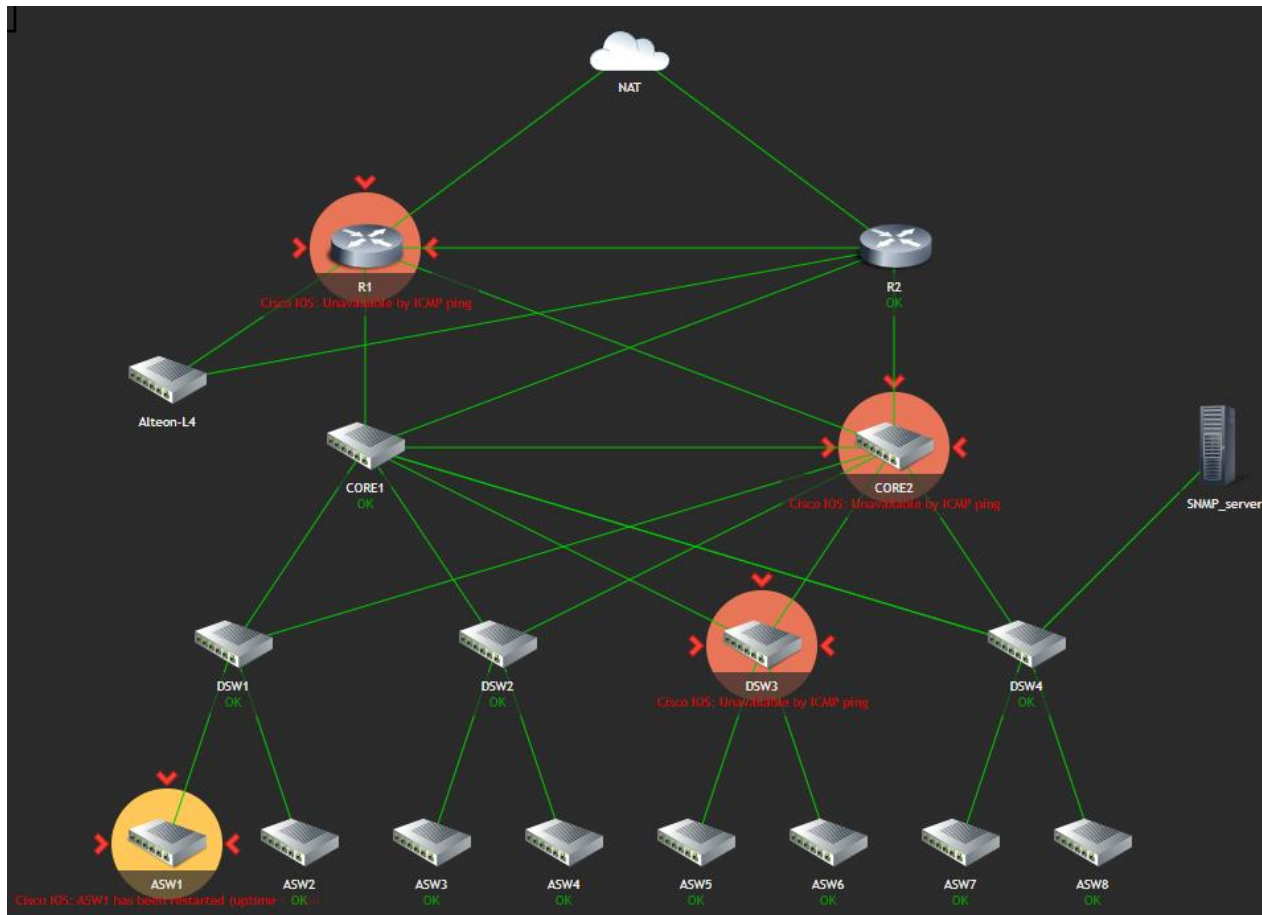 NAT
R1
Cisco IOS: Unavailable by ICMP ping
R2
OK
Alteon-L4
CORE1
OK
CORE2
Cisco IOS: Unavailable by ICMP ping
SNMP_server
DSW1
OK
DSW2
OK
DSW3
Cisco IOS: Unavailable by ICMP ping
DSW4
OK
ASW1
Cisco IOS: ASW1 has been restarted (uptime
ASW2
OK
ASW3
OK
ASW4
OK
ASW5
OK
ASW6
OK
ASW7
OK
ASW8
OK